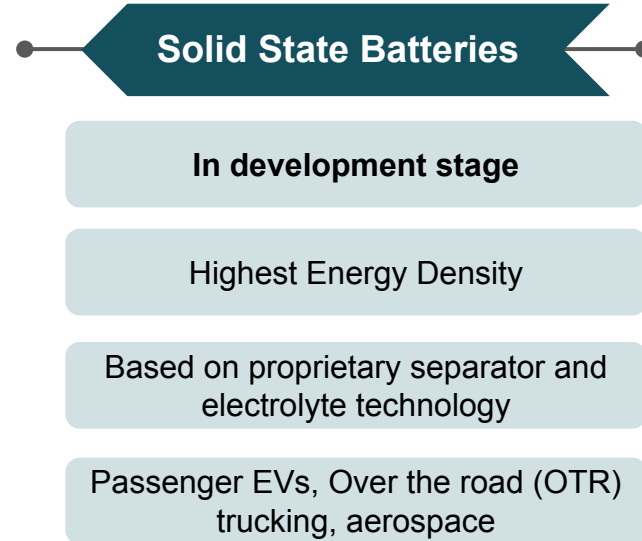 Solid State Batteries
In development stage
Highest Energy Density
Based on proprietary separator and
electrolyte technology
Passenger EVs, Over the road (OTR)
trucking, aerospace